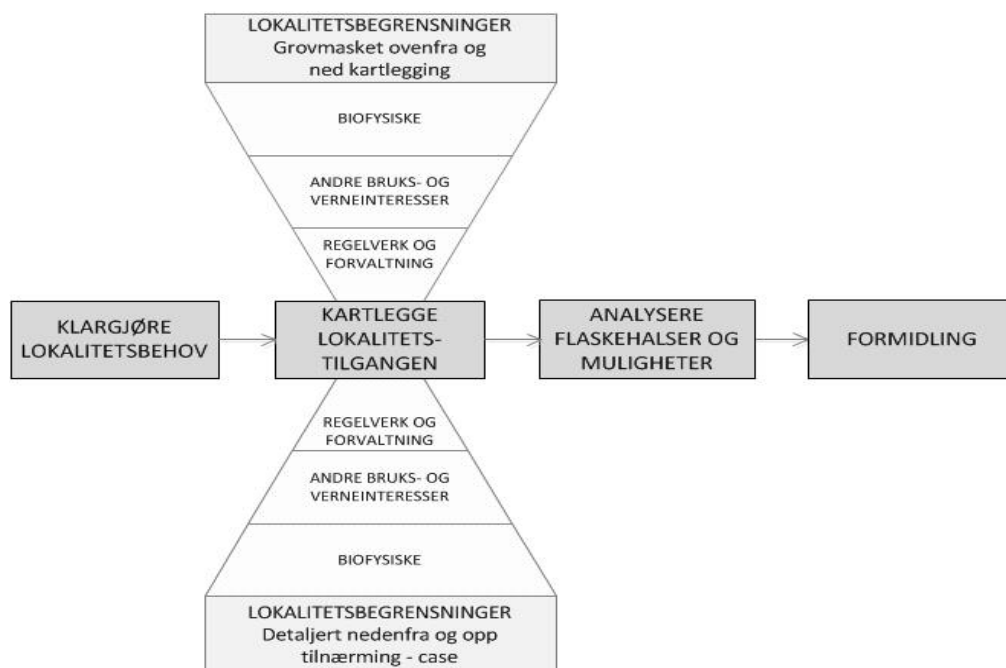 LOKALITETSBEGRENSNINGER
Grovmasket ovenfra og
ned kartlegging
BIOFYSISKE
ANDRE BRUKS- OG
VERNEINTERESSER
REGELVERK OG
FORVALTNING
KLARGJØRE
LOKALITETSBEHOV
KARTLEGGE
LOKALITETS-
TILGANGEN
ANALYSERE
FLASKEHALSER OG
MULIGHETER
FORMIDLING
REGELVERK OG
FORVALTNING
ANDRE BRUKS- OG
VERNEINTERESSER
BIOFYSISKE
LOKALITETSBEGRENSNINGER
Detaljert nedenfra og opp
tilnærming - case